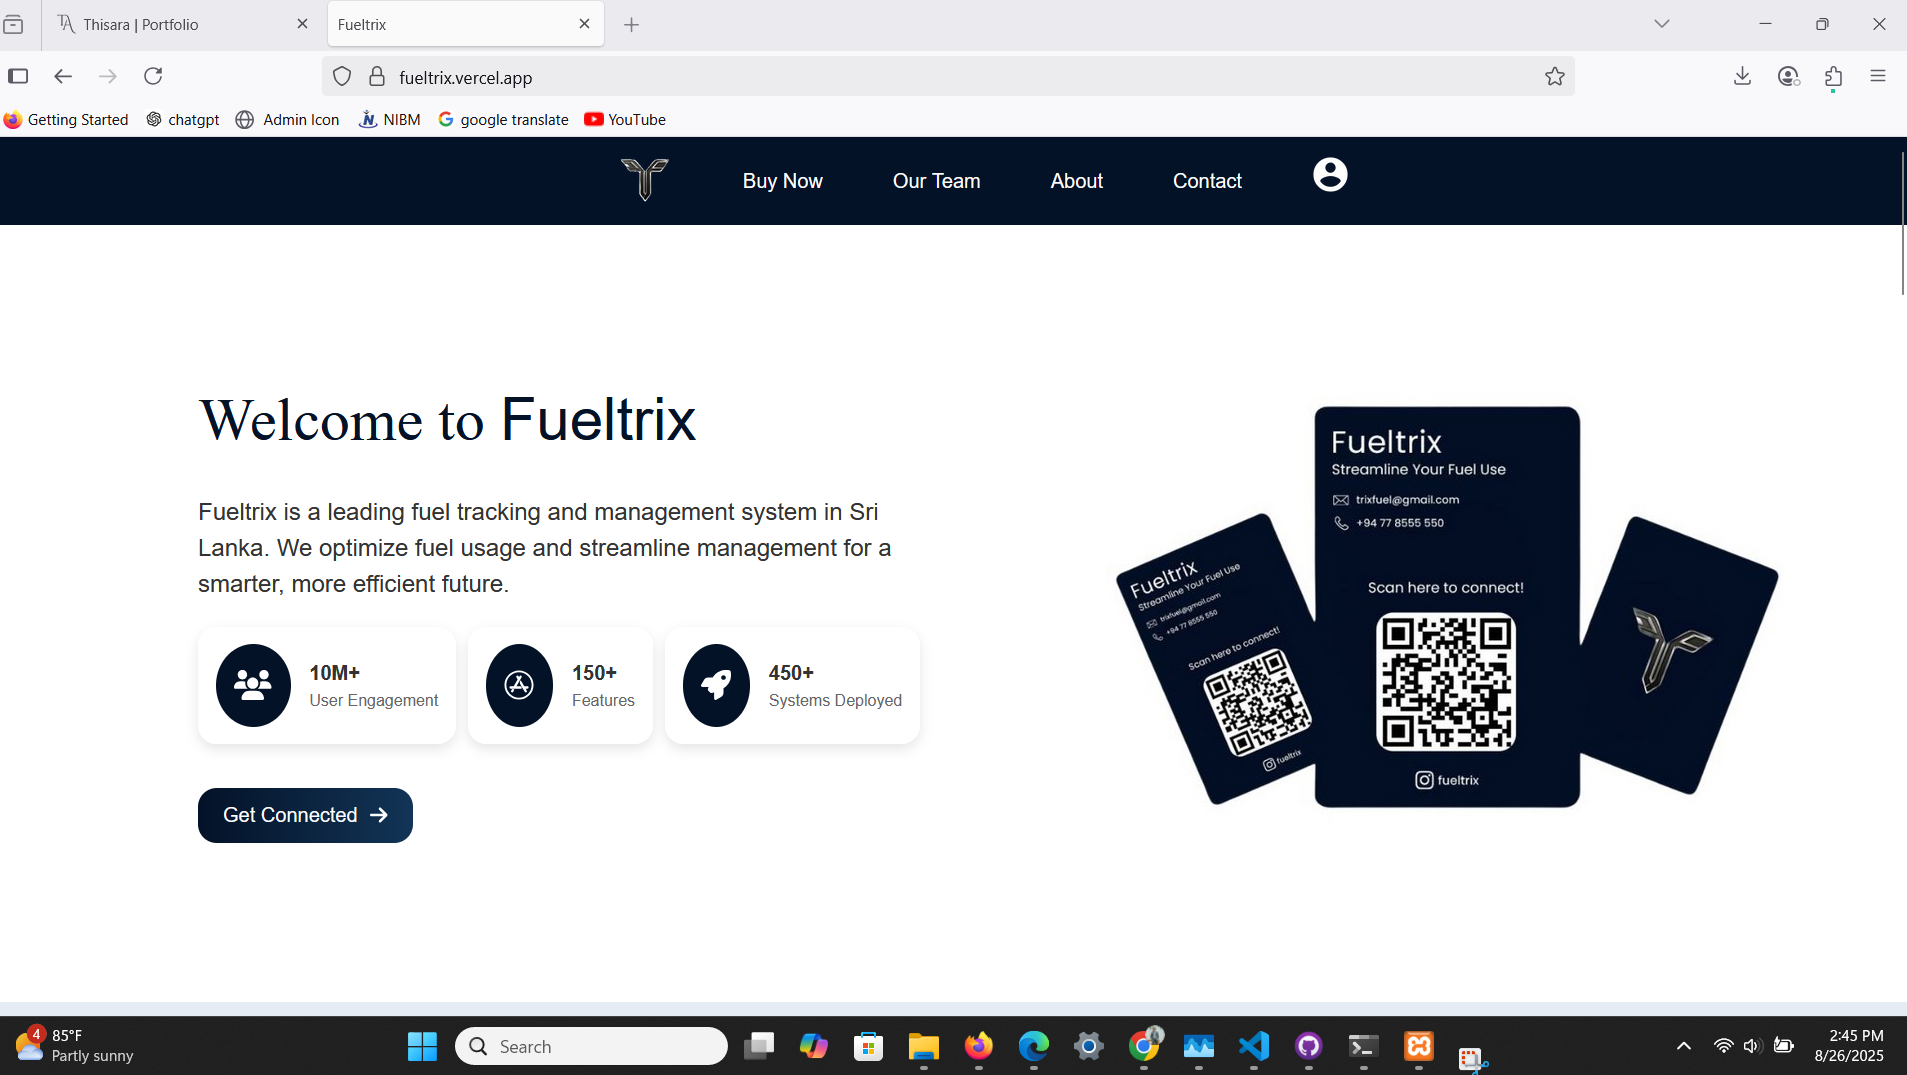 Thisara | Portfolio
Fueltrix
fueltrix.vercel.app
Getting Started
chatgpt
Admin Icon
NIBM
google translate
YouTube
Buy Now
Our Team
About
Contact
Welcome to Fueltrix
Fueltrix is a leading fuel tracking and management system in Sri
Lanka. We optimize fuel usage and streamline management for a
smarter, more efficient future.
10M+
User Engagement
150+
Features
450+
Systems Deployed
Get Connected
Fueltrix
Streamline Your Fuel Use
trixfuel@gmail.com
+94 77 8555 550
Scan here to connect!
fueltrix
Fueltrix
Streamline Your Fuel Use
trixfuel@gmail.com
+94 77 8555 550
Scan here to connect!
fueltrix
4
85°F
Partly sunny
Search
2:45 PM
8/26/2025